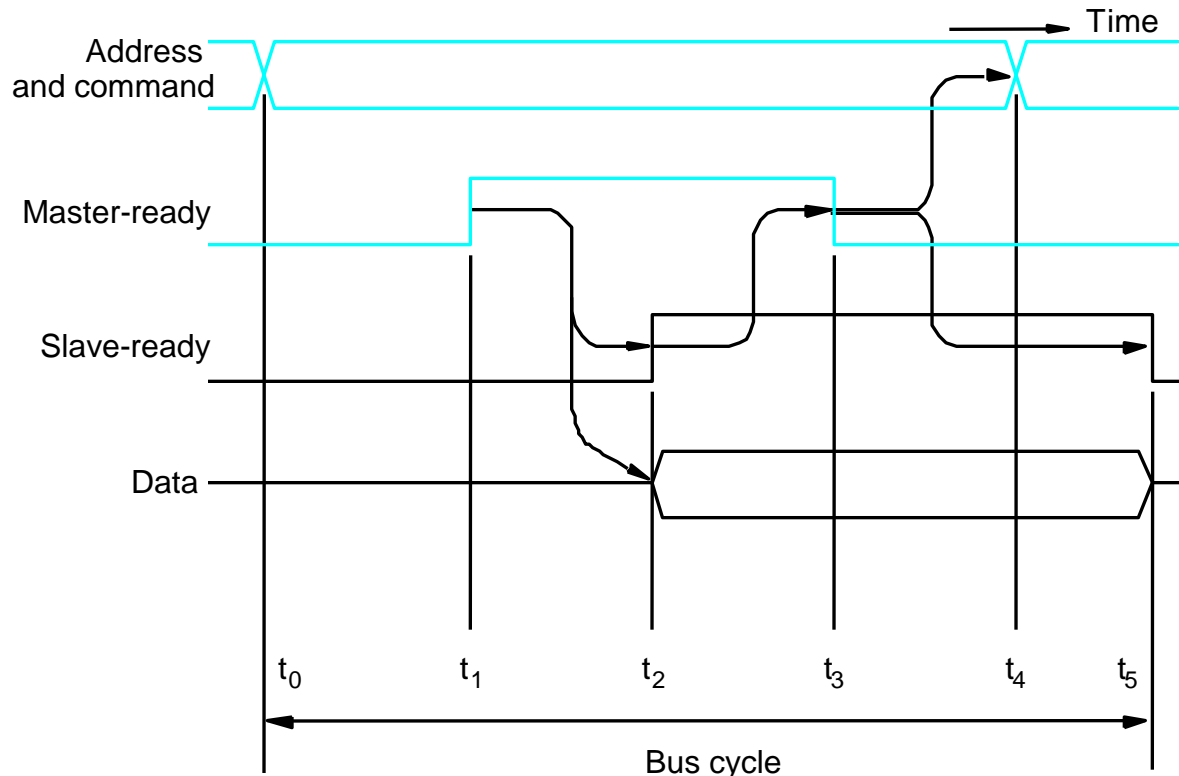 Time
Address
and command
Master-ready
Slave-ready
Data
t0 t1 t2 t3 t4 t5
Bus cycle